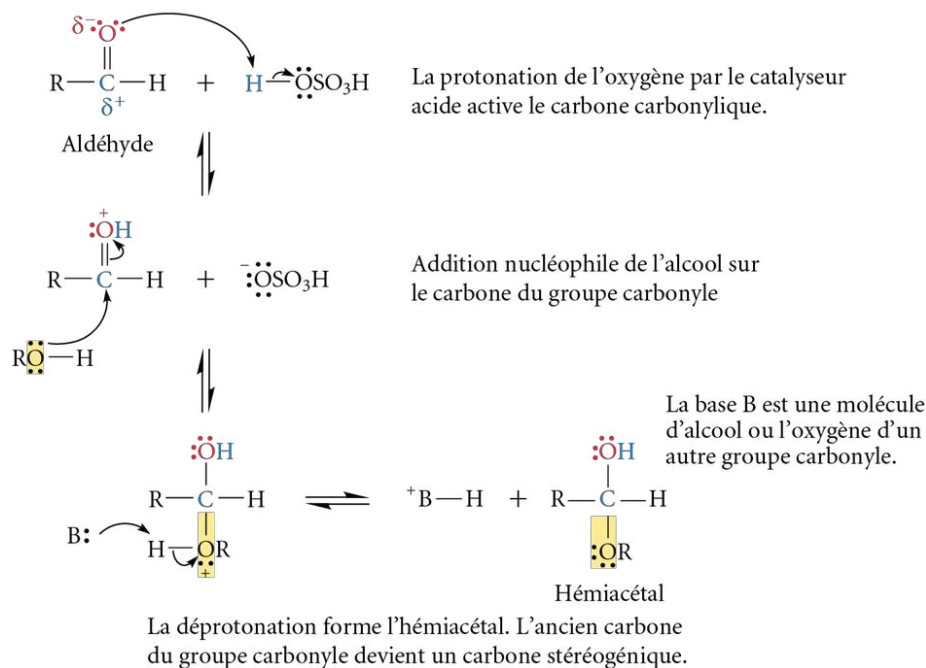 δ⁻ :O:
R—C—H + H—OSO₃H
δ⁺
Aldéhyde
La protonation de l’oxygène par le catalyseur
acide active le carbone carbonylique.
+
:OH
R—C—H + ⁻:OSO₃H
RO—H
Addition nucléophile de l’alcool sur
le carbone du groupe carbonyle
La base B est une molécule
d’alcool ou l’oxygène d’un
autre groupe carbonyle.
:OH
R—C—H
B:
H—OR
+
⁺B—H +
:OH
R—C—H
:OR
Hémiacétal
La déprotonation forme l’hémiacétal. L’ancien carbone
du groupe carbonyle devient un carbone stéréogénique.